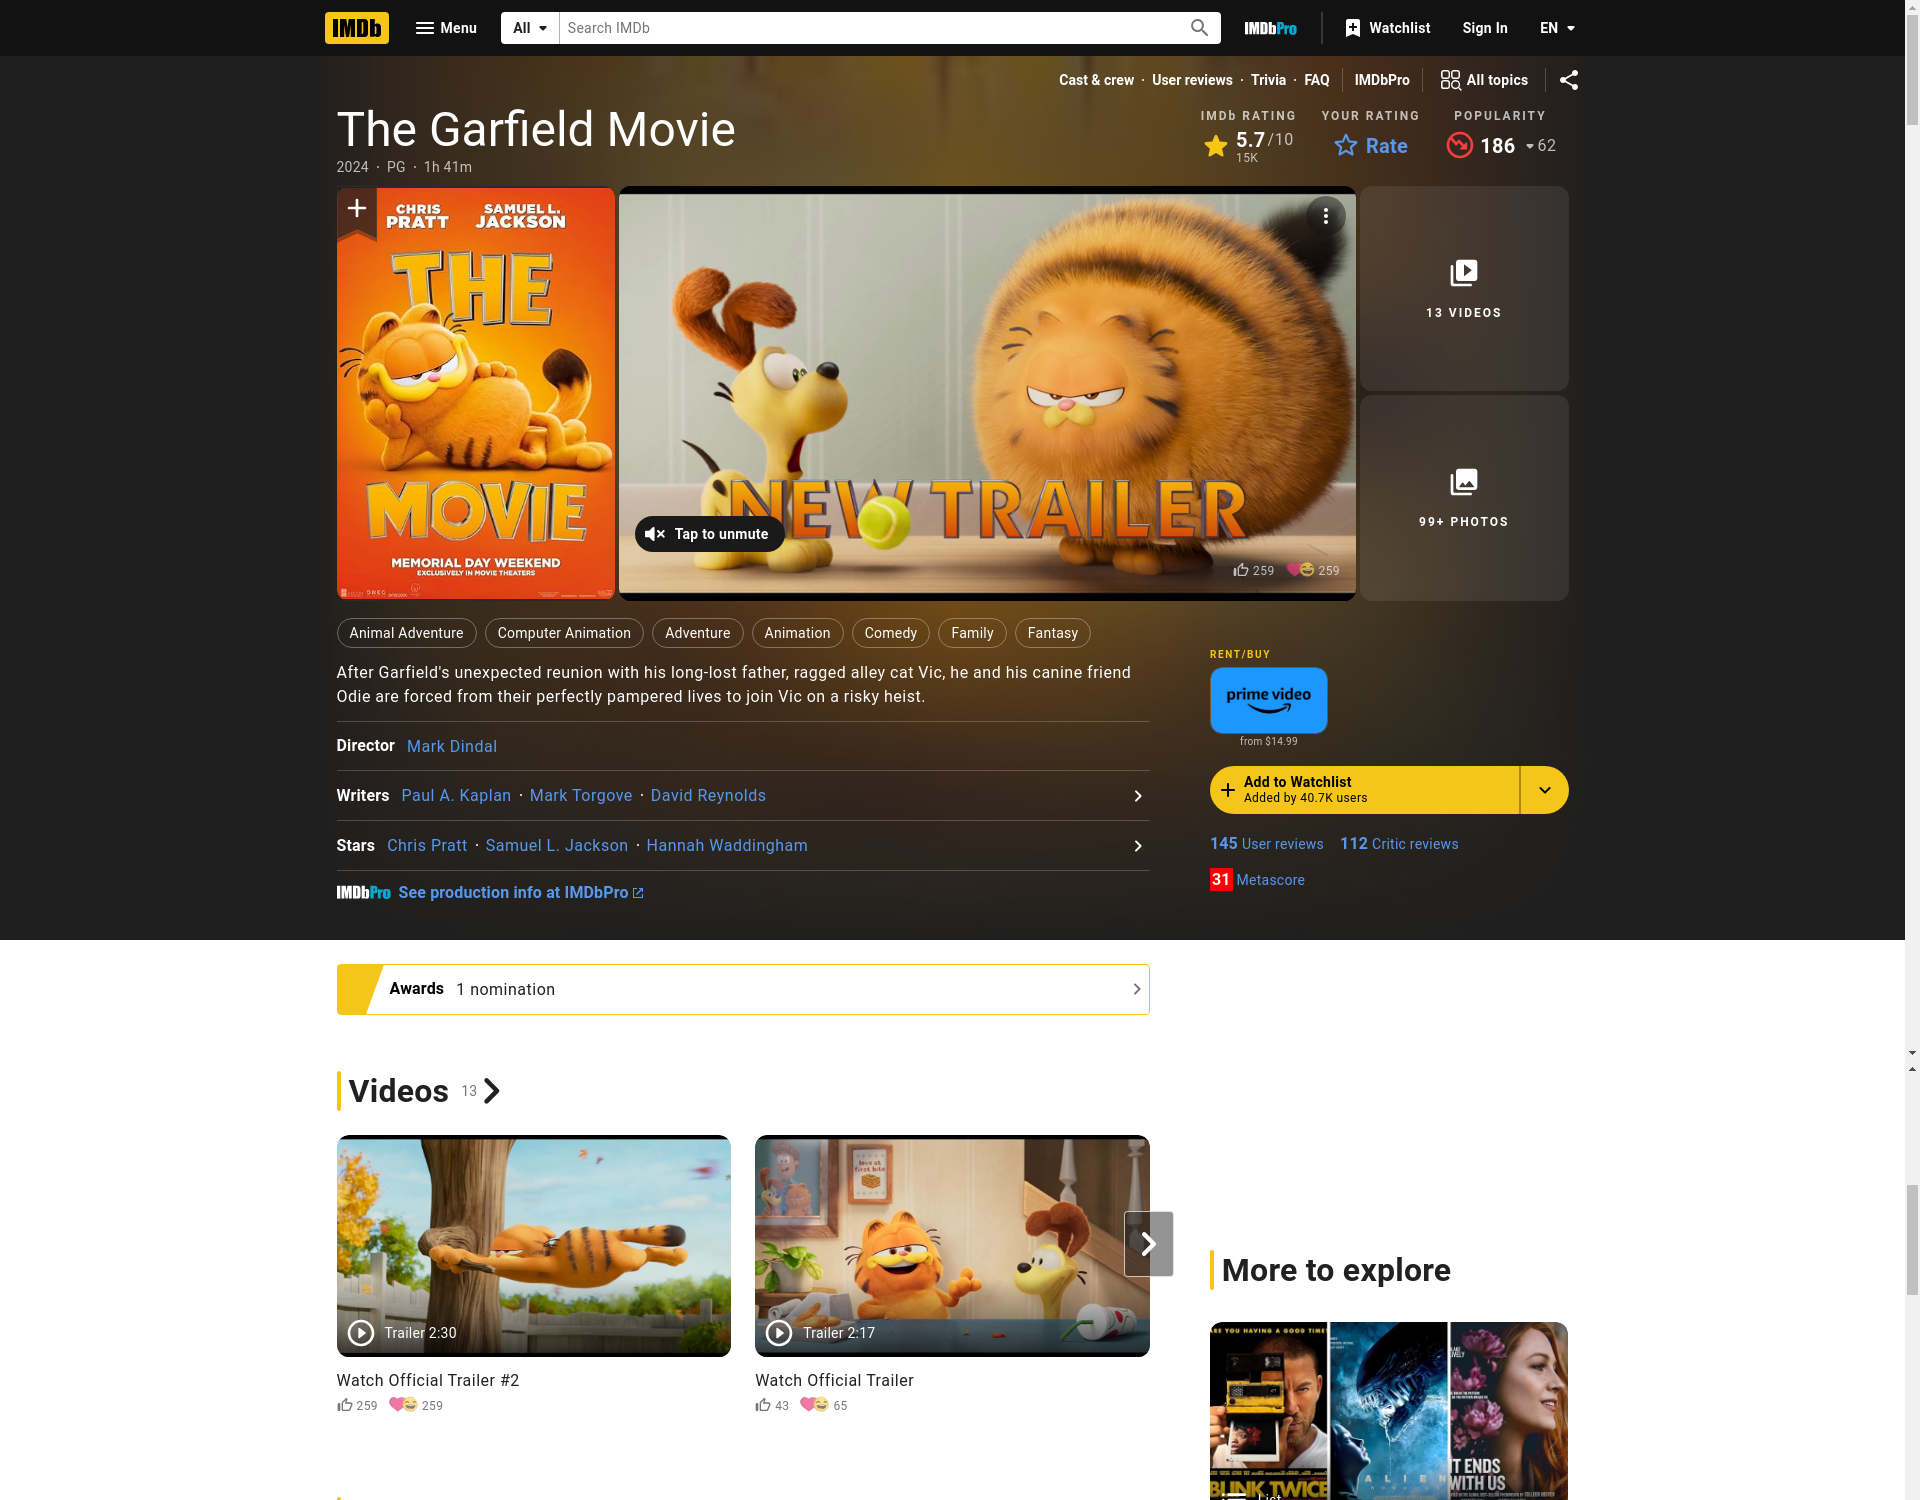 IMDb
Menu
All
Search IMDb
IMDbPro
Watchlist
Sign In
EN
Cast & crew · User reviews · Trivia · FAQ
IMDbPro
All topics
The Garfield Movie
2024 · PG · 1h 41m
IMDb RATING
5.7/10
15K
YOUR RATING
Rate
POPULARITY
186
62
CHRIS PRATT
SAMUEL L. JACKSON
THE
MOVIE
MEMORIAL DAY WEEKEND
EXCLUSIVELY IN MOVIE THEATERS
NEW TRAILER
Tap to unmute
259
259
13 VIDEOS
99+ PHOTOS
Animal Adventure
Computer Animation
Adventure
Animation
Comedy
Family
Fantasy
After Garfield's unexpected reunion with his long-lost father, ragged alley cat Vic, he and his canine friend
Odie are forced from their perfectly pampered lives to join Vic on a risky heist.
Director Mark Dindal
Writers Paul A. Kaplan · Mark Torgove · David Reynolds
Stars Chris Pratt · Samuel L. Jackson · Hannah Waddingham
IMDbPro See production info at IMDbPro
RENT/BUY
prime video
from $14.99
Add to Watchlist
Added by 40.7K users
145 User reviews 112 Critic reviews
31 Metascore
Awards 1 nomination
Videos 13
love at
first bite
Trailer 2:30
Watch Official Trailer #2
259
259
Trailer 2:17
Watch Official Trailer
43
65
More to explore
ARE YOU HAVING A GOOD TIME?
BLINK TWICE
ALIEN
IT ENDS
WITH US
List